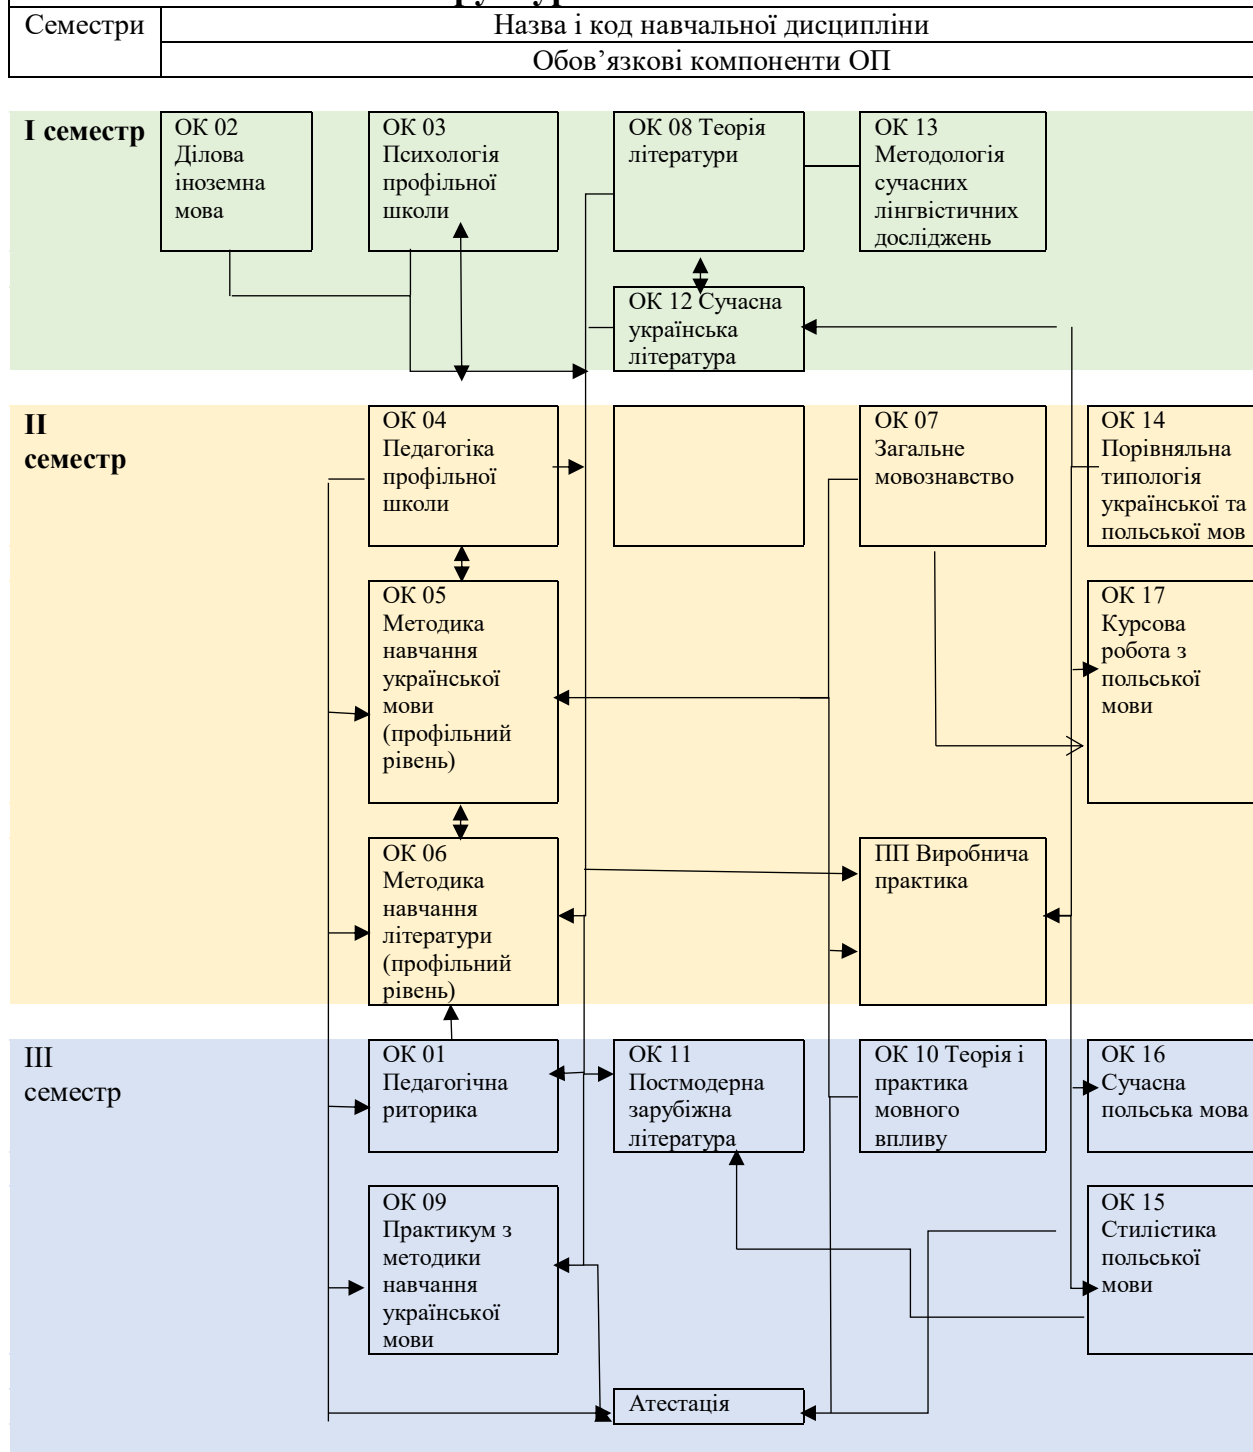 Семестри
Назва і код навчальної дисципліни
Обов’язкові компоненти ОП
І семестр
ОК 02
Ділова
іноземна
мова
ОК 03
Психологія
профільної
школи
ОК 08 Теорія
літератури
ОК 13
Методологія
сучасних
лінгвістичних
досліджень
ОК 12 Сучасна
українська
література
ІІ
семестр
ОК 04
Педагогіка
профільної
школи
ОК 07
Загальне
мовознавство
ОК 14
Порівняльна
типологія
української та
польської мов
ОК 05
Методика
навчання
української
мови
(профільний
рівень)
ОК 17
Курсова
робота з
польської
мови
ОК 06
Методика
навчання
літератури
(профільний
рівень)
ПП Виробнича
практика
ІІІ
семестр
ОК 01
Педагогічна
риторика
ОК 11
Постмодерна
зарубіжна
література
ОК 10 Теорія і
практика
мовного
впливу
ОК 16
Сучасна
польська мова
ОК 09
Практикум з
методики
навчання
української
мови
ОК 15
Стилістика
польської
мови
Атестація